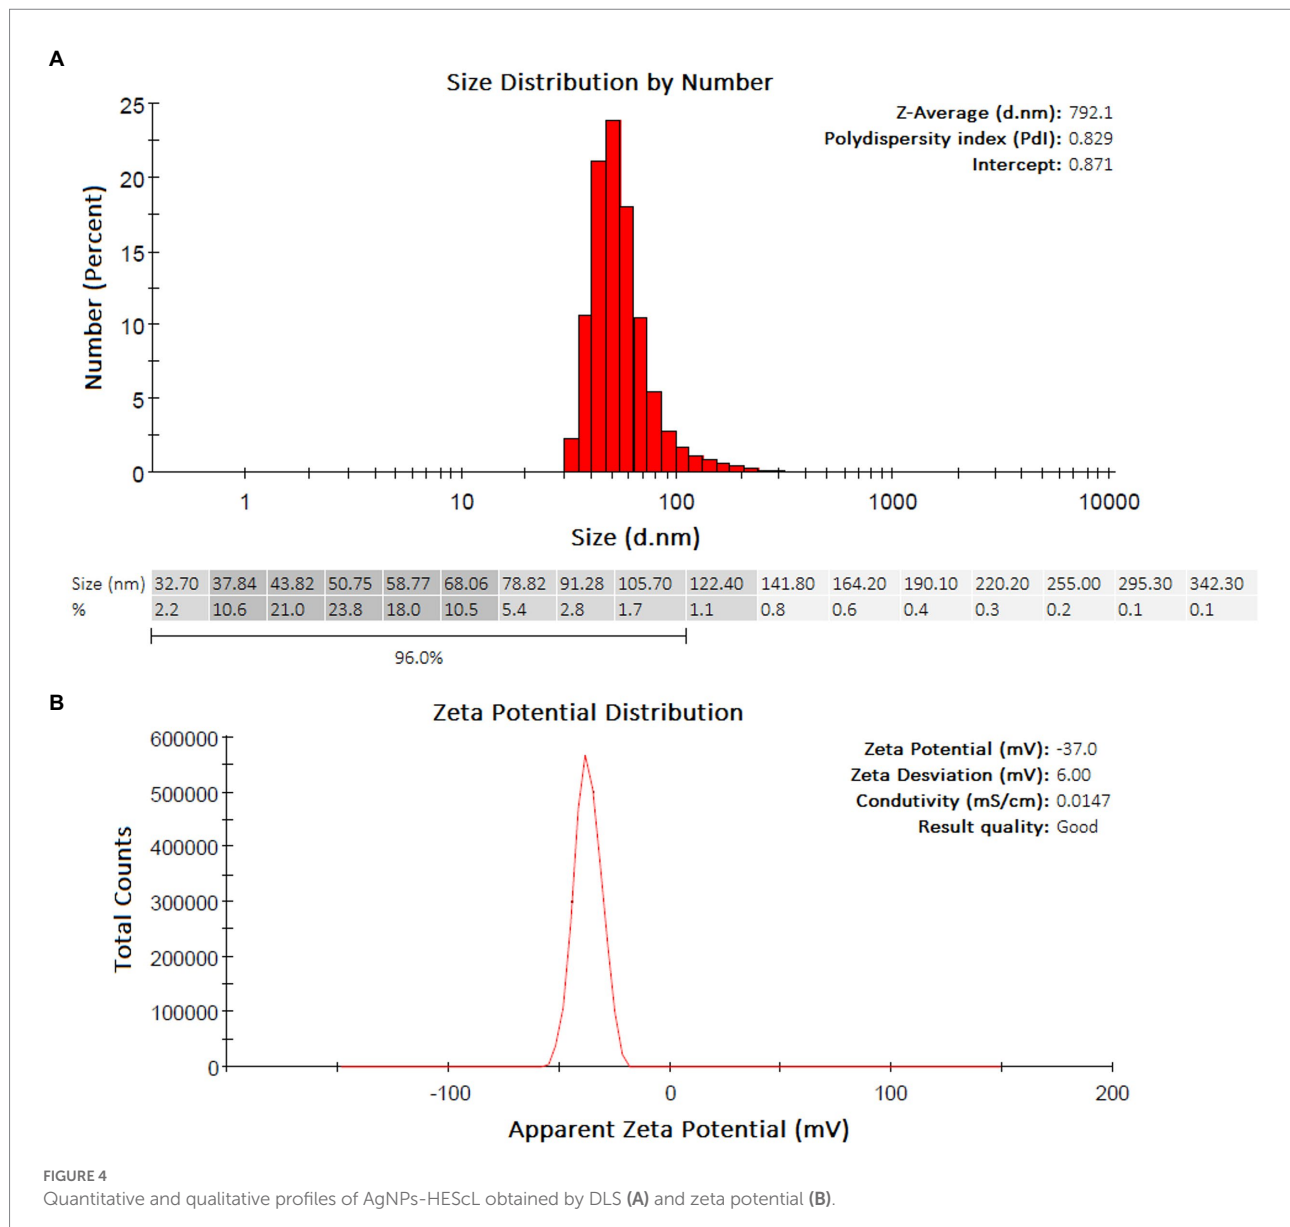 A
Size Distribution by Number
Z-Average (d.nm): 792.1
Polydispersity index (PdI): 0.829
Intercept: 0.871
Number (Percent)
25
20
15
10
5
0
1 10 100 1000 10000
Size (d.nm)
Size (nm) 32.70 37.84 43.82 50.75 58.77 68.06 78.82 91.28 105.70 122.40 141.80 164.20 190.10 220.20 255.00 295.30 342.30
% 2.2 10.6 21.0 23.8 18.0 10.5 5.4 2.8 1.7 1.1 0.8 0.6 0.4 0.3 0.2 0.1 0.1
96.0%
B
Zeta Potential Distribution
Zeta Potential (mV): -37.0
Zeta Desviation (mV): 6.00
Condutivity (mS/cm): 0.0147
Result quality: Good
Total Counts
600000
500000
400000
300000
200000
100000
0
-100 0 100 200
Apparent Zeta Potential (mV)
FIGURE 4
Quantitative and qualitative profiles of AgNPs-HEScL obtained by DLS (A) and zeta potential (B).